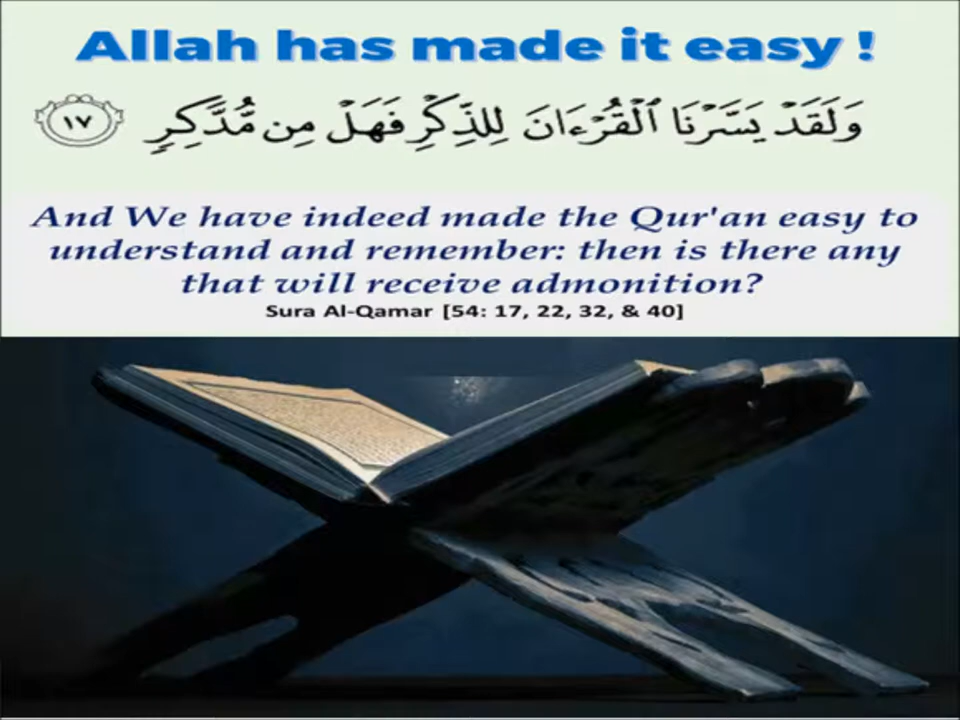 Allah has made it easy !
وَلَقَدْ يَسَّرْنَا ٱلْقُرْءَانَ لِلذِّكْرِ فَهَلْ مِن مُّدَّكِرٍ ١٧
And We have indeed made the Qur'an easy to
understand and remember: then is there any
that will receive admonition?
Sura Al-Qamar [54: 17, 22, 32, & 40]